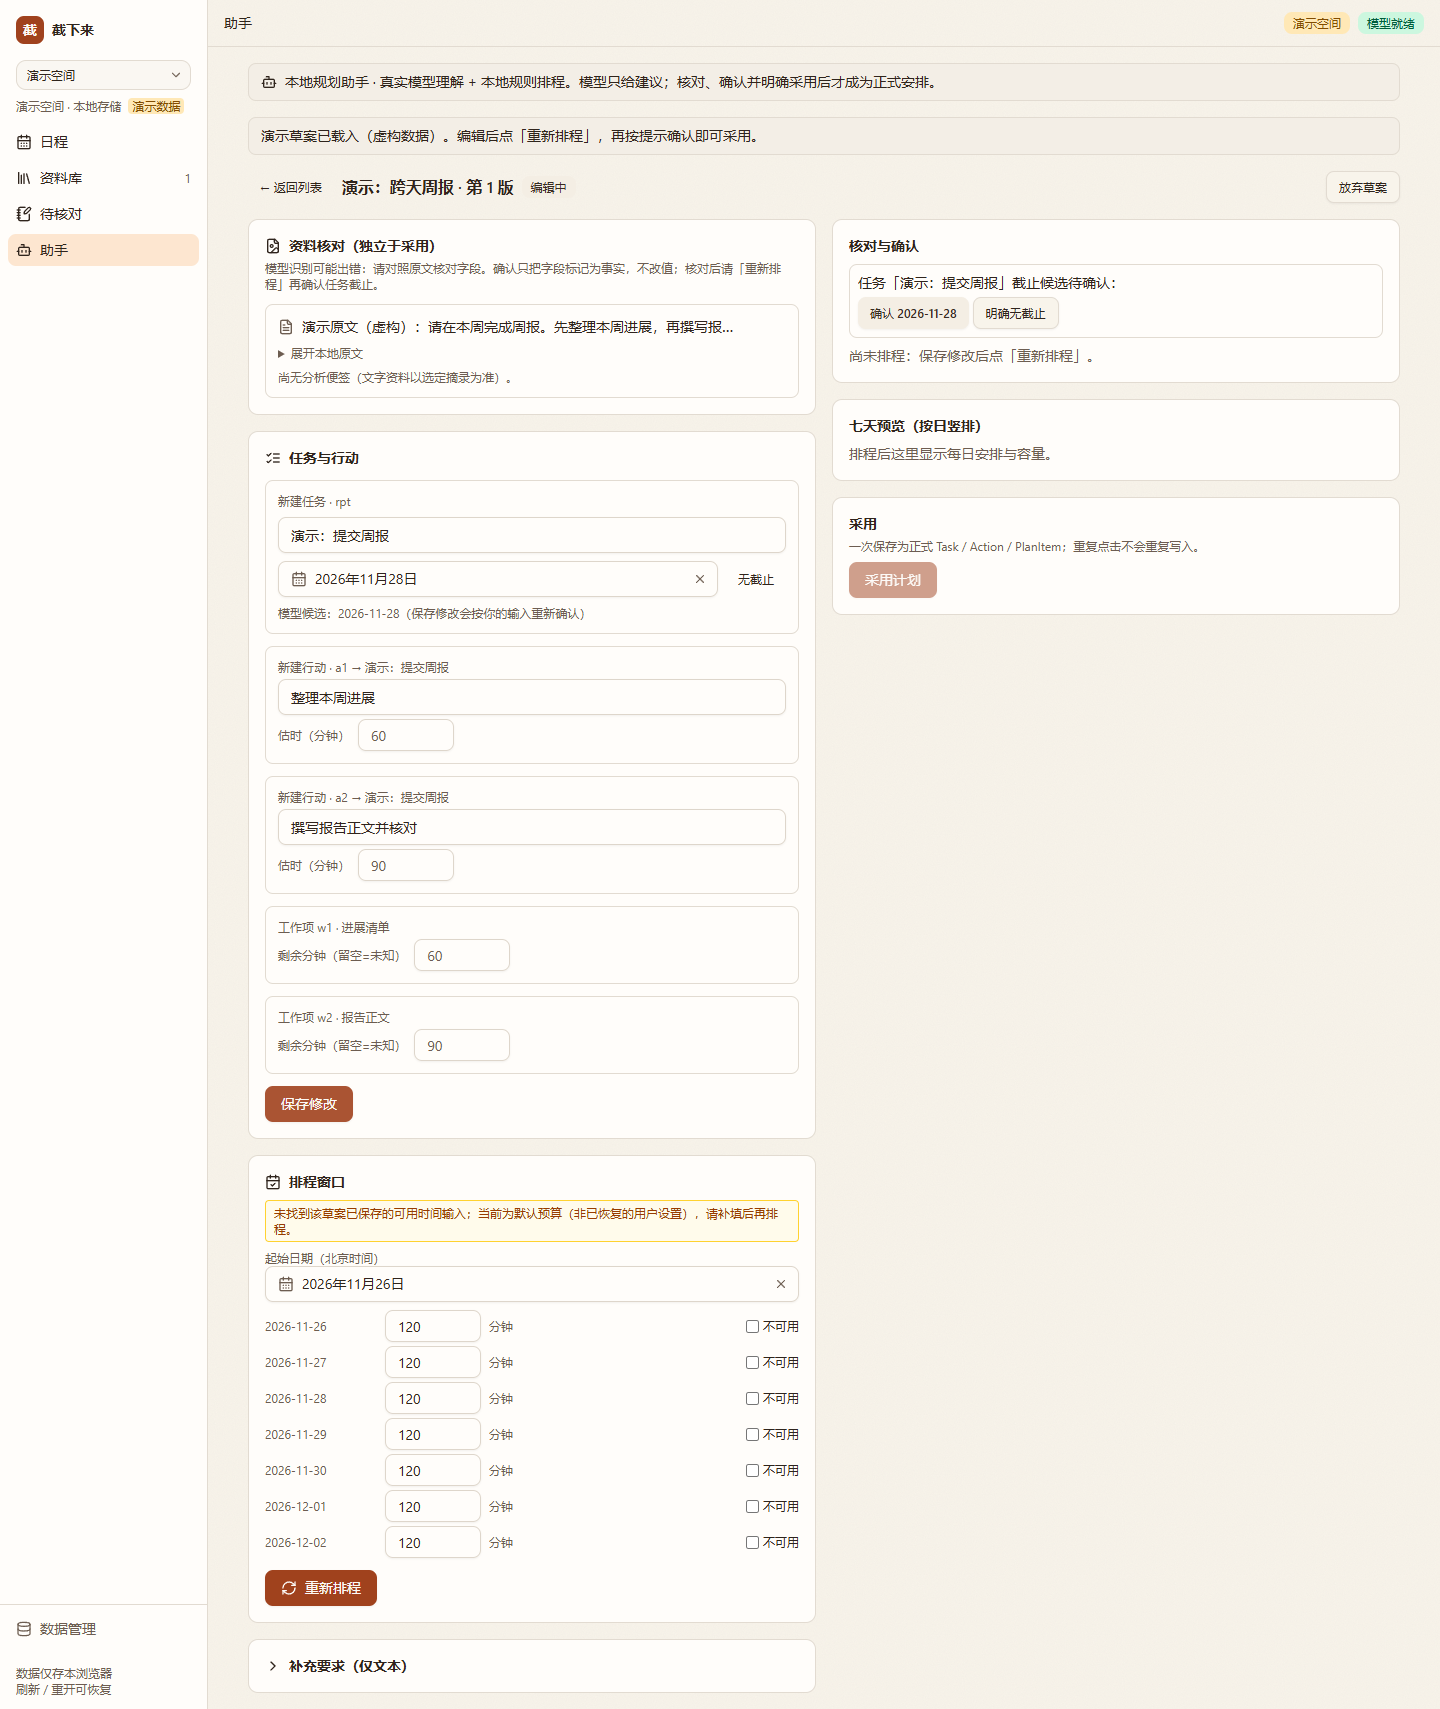 截 截下来
演示空间
演示空间 · 本地存储 演示数据
日程
资料库 1
待核对
助手
数据管理
数据仅存本浏览器
刷新 / 重开可恢复
助手
演示空间 模型就绪
本地规划助手 · 真实模型理解 + 本地规则排程。模型只给建议；核对、确认并明确采用后才成为正式安排。
演示草案已载入（虚构数据）。编辑后点「重新排程」，再按提示确认即可采用。
← 返回列表 演示：跨天周报 · 第 1 版 编辑中 放弃草案
资料核对（独立于采用）
模型识别可能出错：请对照原文核对字段。确认只把字段标记为事实，不改值；核对后请「重新排
程」再确认任务截止。
演示原文（虚构）：请在本周完成周报。先整理本周进展，再撰写报...
▶ 展开本地原文
尚无分析便签（文字资料以选定摘录为准）。
任务与行动
新建任务 · rpt
演示：提交周报
2026年11月28日 × 无截止
模型候选：2026-11-28（保存修改会按你的输入重新确认）
新建行动 · a1 → 演示：提交周报
整理本周进展
估时（分钟） 60
新建行动 · a2 → 演示：提交周报
撰写报告正文并核对
估时（分钟） 90
工作项 w1 · 进展清单
剩余分钟（留空=未知） 60
工作项 w2 · 报告正文
剩余分钟（留空=未知） 90
保存修改
排程窗口
未找到该草案已保存的可用时间输入；当前为默认预算（非已恢复的用户设置），请补填后再排
程。
起始日期（北京时间）
2026年11月26日 ×
2026-11-26 120 分钟 不可用
2026-11-27 120 分钟 不可用
2026-11-28 120 分钟 不可用
2026-11-29 120 分钟 不可用
2026-11-30 120 分钟 不可用
2026-12-01 120 分钟 不可用
2026-12-02 120 分钟 不可用
重新排程
补充要求（仅文本）
核对与确认
任务「演示：提交周报」截止候选待确认：
确认 2026-11-28 明确无截止
尚未排程：保存修改后点「重新排程」。
七天预览（按日竖排）
排程后这里显示每日安排与容量。
采用
一次保存为正式 Task / Action / PlanItem；重复点击不会重复写入。
采用计划